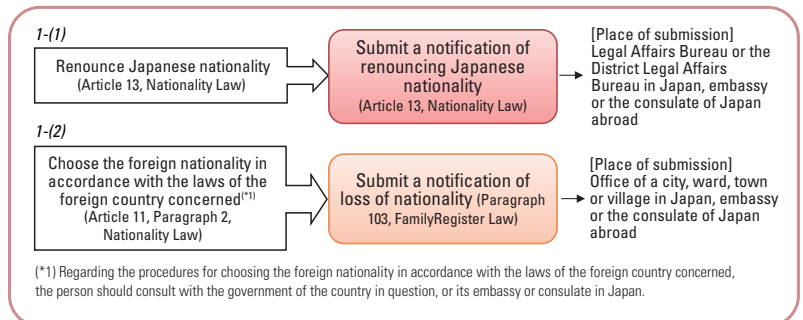 1-(1)
Renounce Japanese nationality
(Article 13, Nationality Law)
Submit a notification of
renouncing Japanese
nationality
(Article 13, Nationality Law)
[Place of submission]
Legal Affairs Bureau or the
District Legal Affairs
Bureau in Japan, embassy
or the consulate of Japan
abroad
1-(2)
Choose the foreign nationality in
accordance with the laws of the
foreign country concerned(*1)
(Article 11, Paragraph 2,
Nationality Law)
Submit a notification of
loss of nationality (Paragraph
103, FamilyRegister Law)
[Place of submission]
Office of a city, ward, town
or village in Japan, embassy
or the consulate of Japan
abroad
(*1) Regarding the procedures for choosing the foreign nationality in accordance with the laws of the foreign country concerned,
the person should consult with the government of the country in question, or its embassy or consulate in Japan.